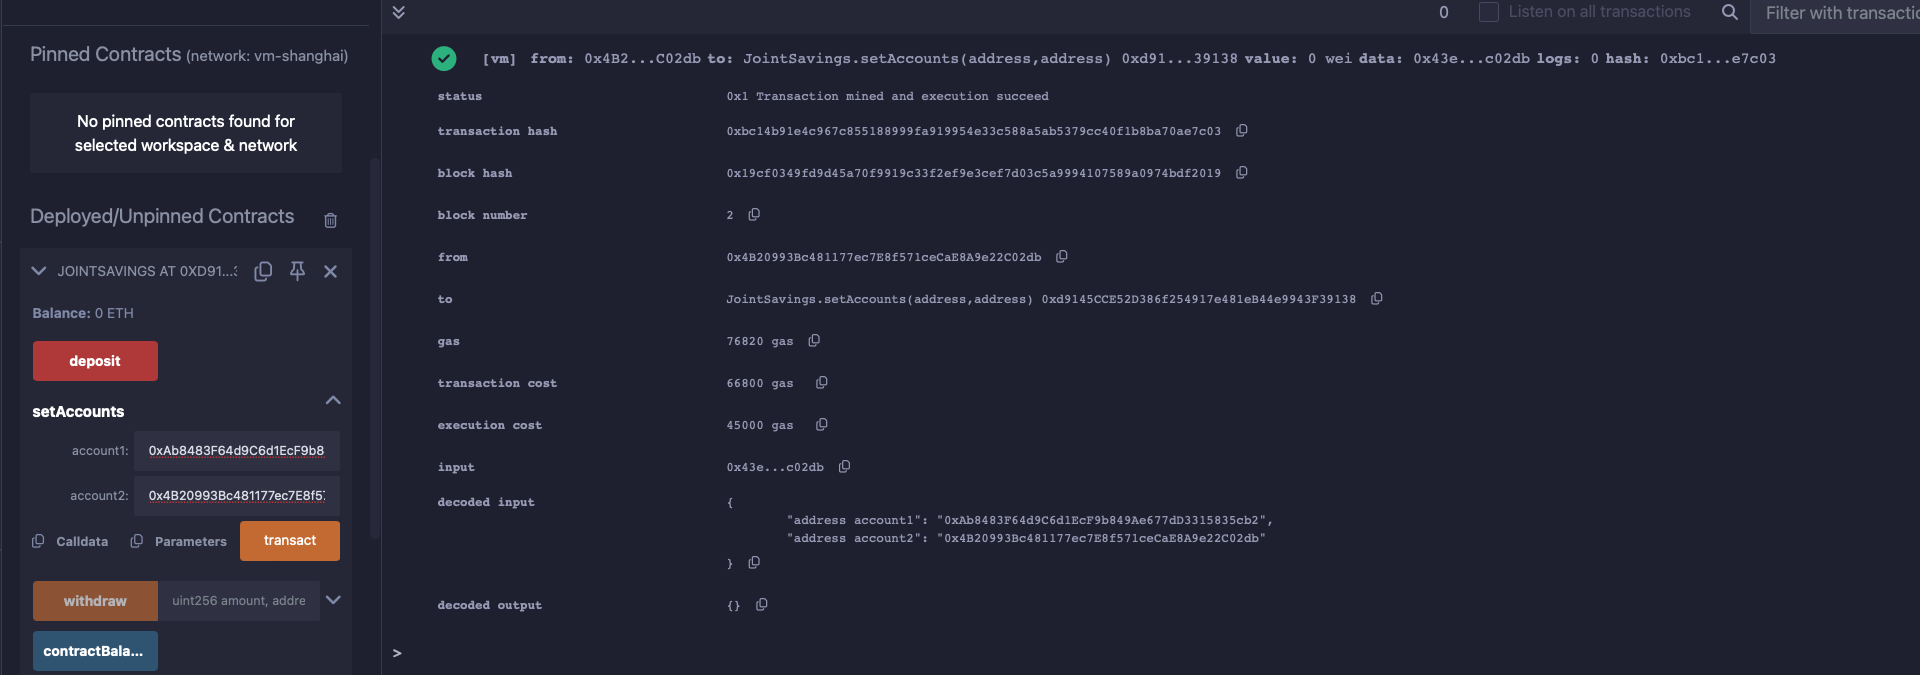 Pinned Contracts (network: vm-shanghai)
No pinned contracts found for
selected workspace & network
Deployed/Unpinned Contracts
JOINTSAVINGS AT 0XD91...
Balance: 0 ETH
deposit
setAccounts
account1: 0xAb8483F64d9C6d1EcF9b8
account2: 0x4B20993Bc481177ec7E8f57
Calldata Parameters transact
withdraw uint256 amount, addre
contractBala...
0 Listen on all transactions Filter with transactio
[vm] from: 0x4B2...C02db to: JointSavings.setAccounts(address,address) 0xd91...39138 value: 0 wei data: 0x43e...c02db logs: 0 hash: 0xbc1...e7c03
status 0x1 Transaction mined and execution succeed
transaction hash 0xbc14b91e4c967c855188999fa919954e33c588a5ab5379cc40f1b8ba70ae7c03
block hash 0x19cf0349fd9d45a70f9919c33f2ef9e3cef7d03c5a9994107589a0974bdf2019
block number 2
from 0x4B20993Bc481177ec7E8f571ceCaE8A9e22C02db
to JointSavings.setAccounts(address,address) 0xd9145CCE52D386f254917e481eB44e9943F39138
gas 76820 gas
transaction cost 66800 gas
execution cost 45000 gas
input 0x43e...c02db
decoded input {
"address account1": "0xAb8483F64d9C6d1EcF9b849Ae677dD3315835cb2",
"address account2": "0x4B20993Bc481177ec7E8f571ceCaE8A9e22C02db"
}
decoded output {}
>